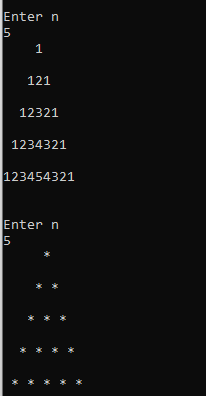 Enter n
5
    1
   121
  12321
 1234321
123454321
Enter n
5
     *
    * *
   * * *
  * * * *
 * * * * *